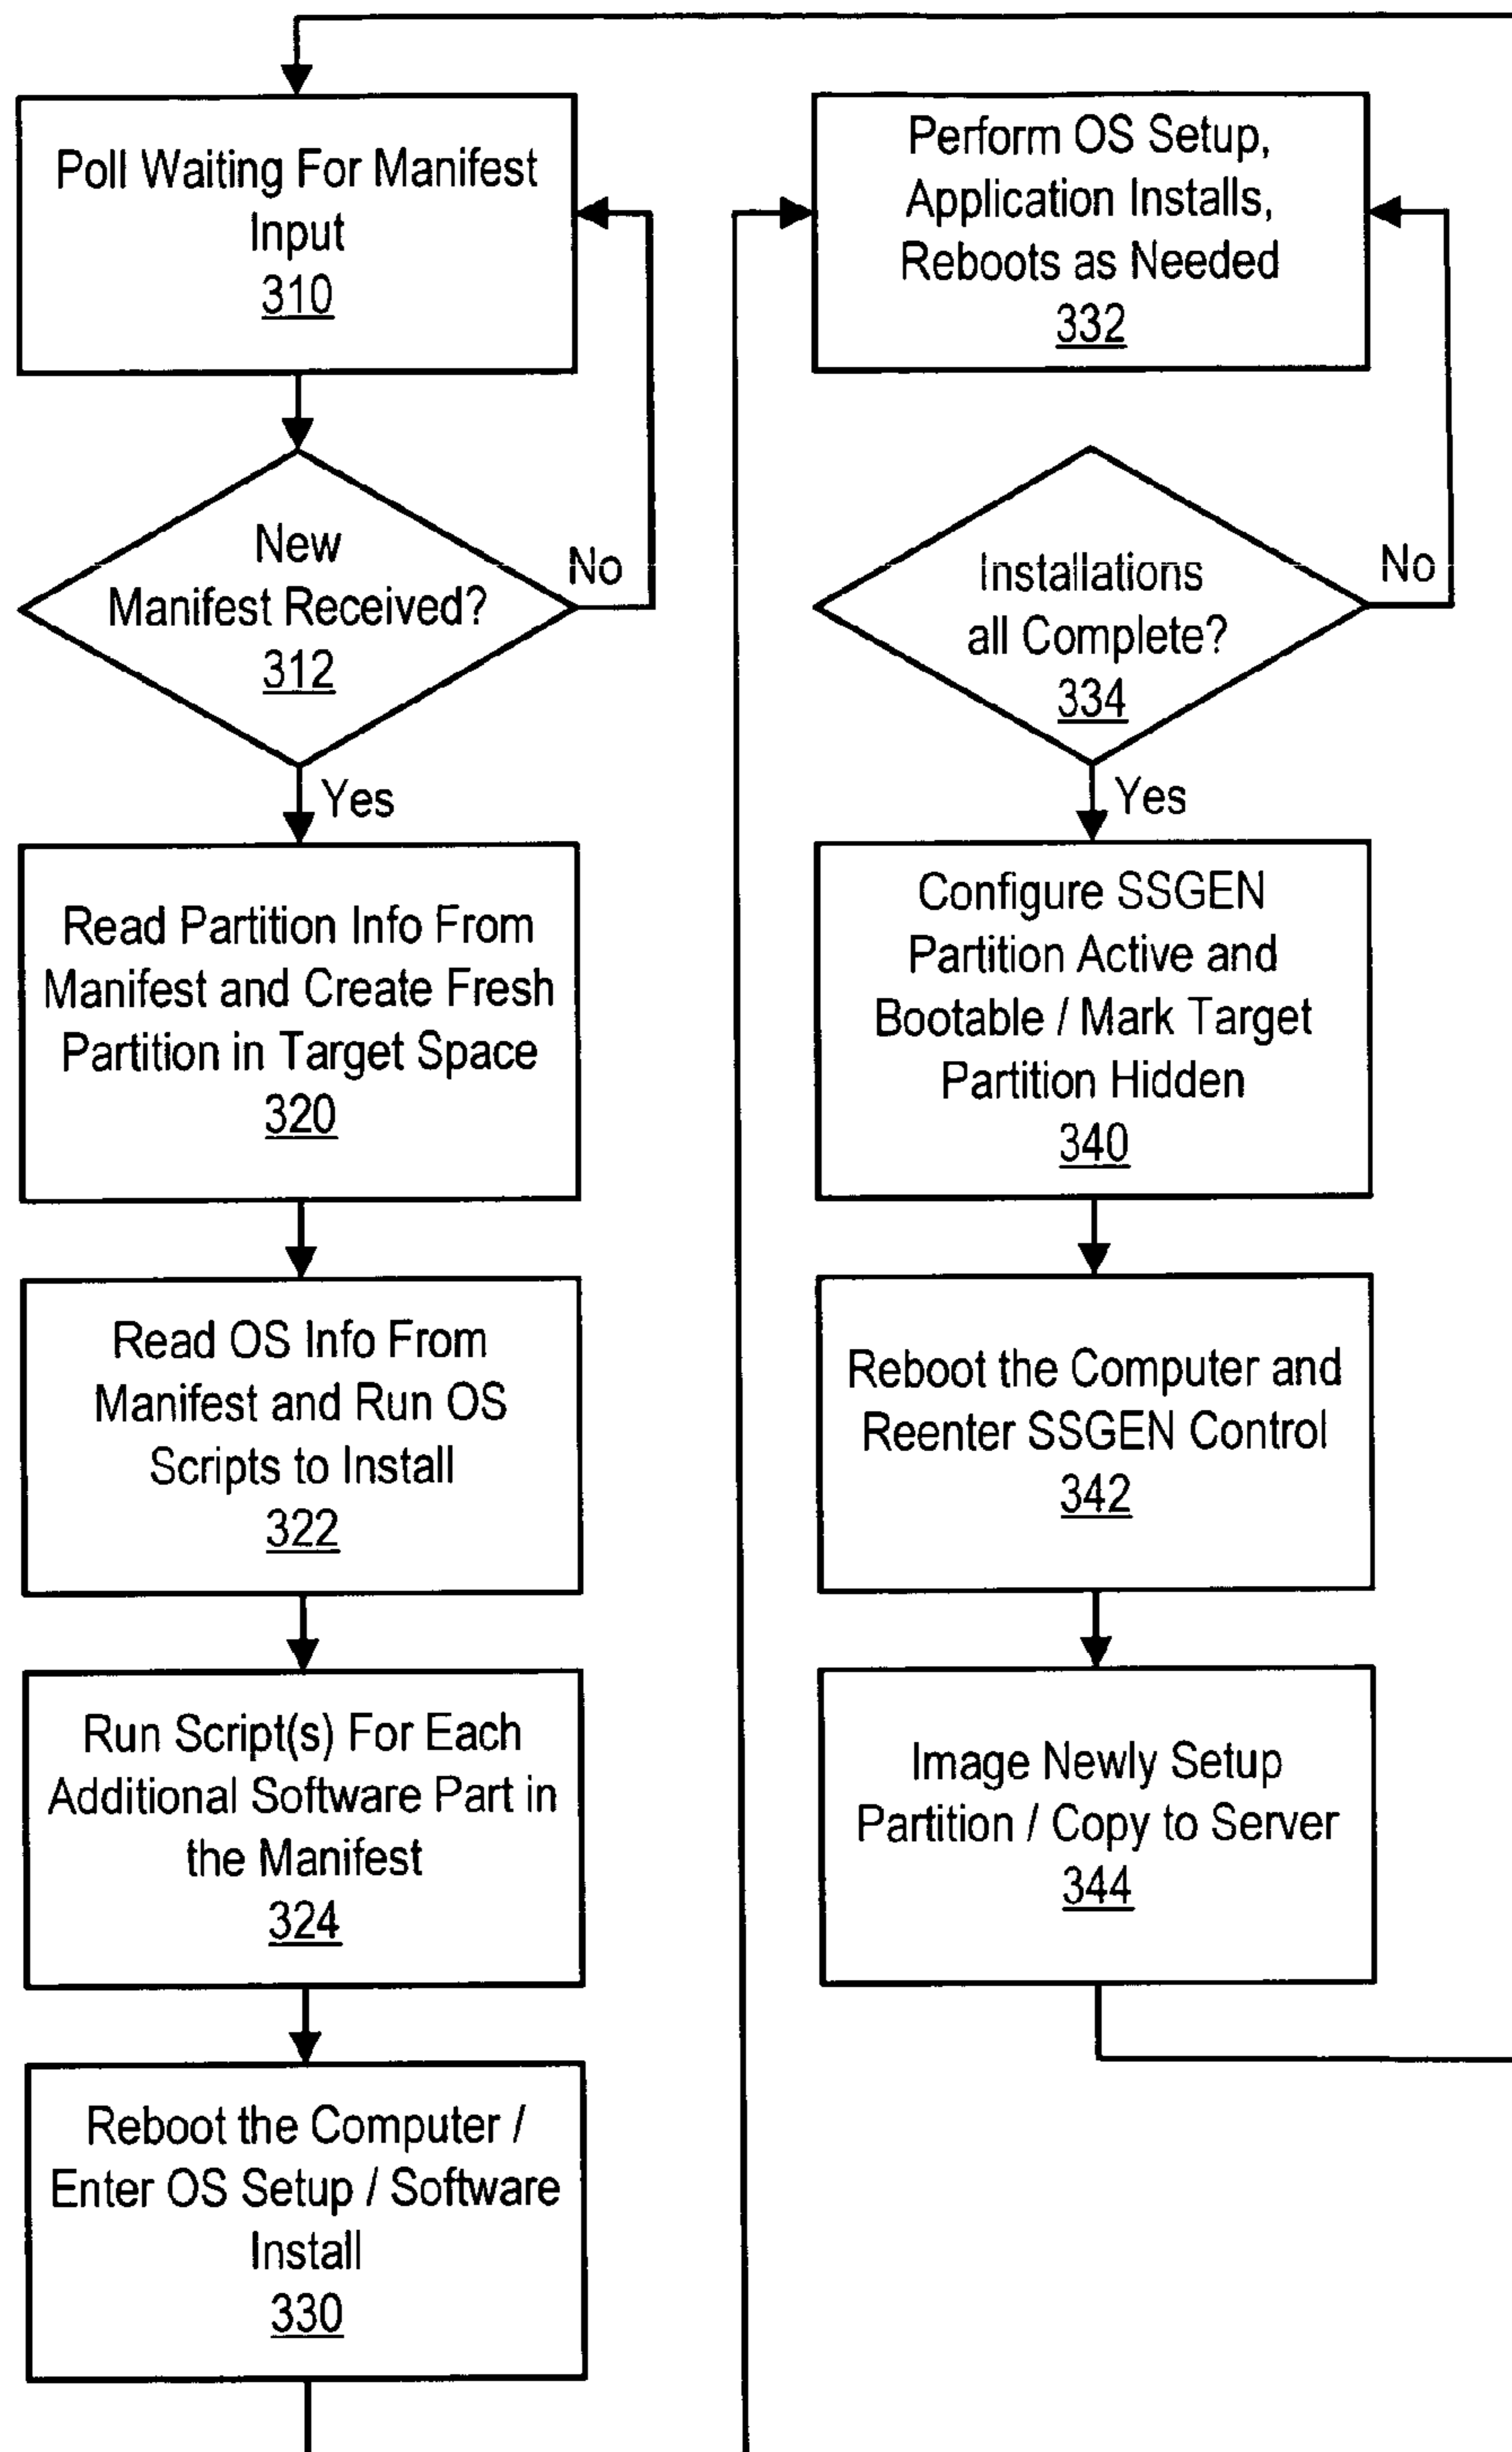 Poll Waiting For Manifest
Input
310
New
Manifest Received?
312
No
Yes
Read Partition Info From
Manifest and Create Fresh
Partition in Target Space
320
Read OS Info From
Manifest and Run OS
Scripts to Install
322
Run Script(s) For Each
Additional Software Part in
the Manifest
324
Reboot the Computer /
Enter OS Setup / Software
Install
330
Perform OS Setup,
Application Installs,
Reboots as Needed
332
Installations
all Complete?
334
No
Yes
Configure SSGEN
Partition Active and
Bootable / Mark Target
Partition Hidden
340
Reboot the Computer and
Reenter SSGEN Control
342
Image Newly Setup
Partition / Copy to Server
344